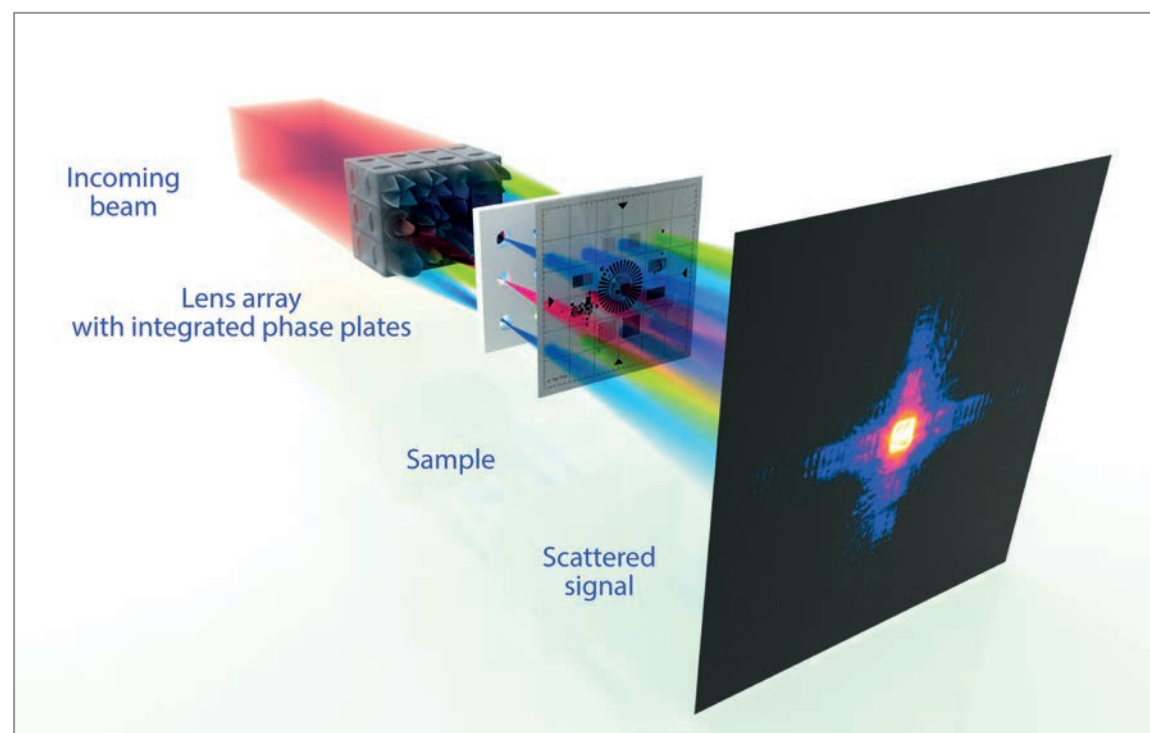 Incoming
beam
Lens array
with integrated phase plates
Sample
Scattered
signal